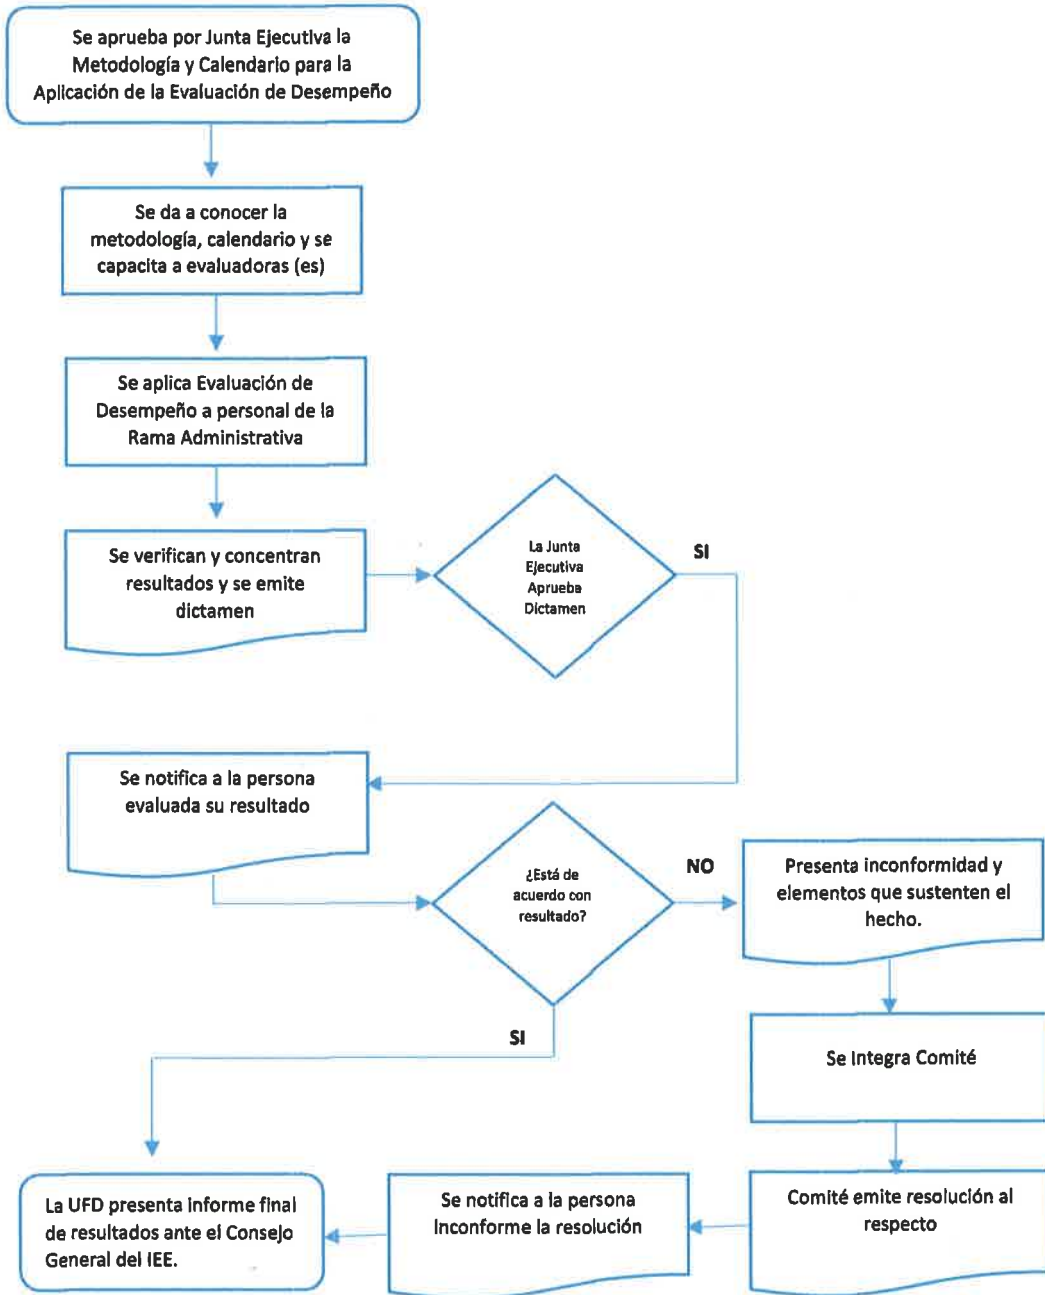 Se aprueba por Junta Ejecutiva la
Metodología y Calendario para la
Aplicación de la Evaluación de Desempeño
Se da a conocer la
metodología, calendario y se
capacita a evaluadoras (es)
Se aplica Evaluación de
Desempeño a personal de la
Rama Administrativa
Se verifican y concentran
resultados y se emite
dictamen
La Junta
Ejecutiva
Aprueba
Dictamen
SI
Se notifica a la persona
evaluada su resultado
¿Está de
acuerdo con
resultado?
NO
Presenta inconformidad y
elementos que sustenten el
hecho.
SI
Se Integra Comité
Comité emite resolución al
respecto
Se notifica a la persona
Inconforme la resolución
La UFD presenta informe final
de resultados ante el Consejo
General del IEE.